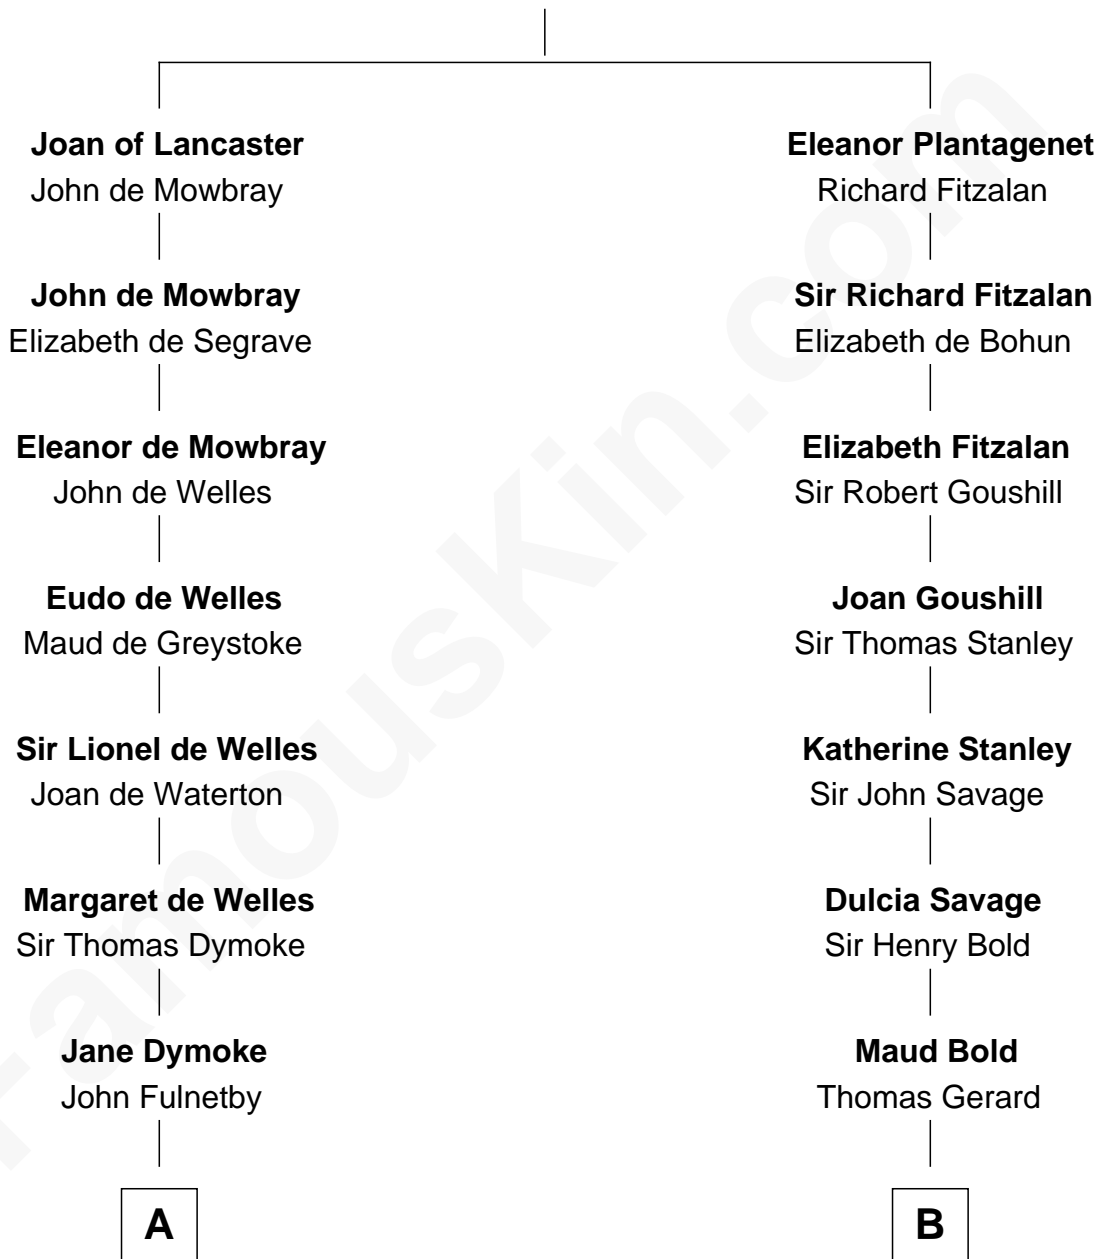 Joan of Lancaster
John de Mowbray
Eleanor Plantagenet
Richard Fitzalan
John de Mowbray
Elizabeth de Segrave
Sir Richard Fitzalan
Elizabeth de Bohun
Eleanor de Mowbray
John de Welles
Elizabeth Fitzalan
Sir Robert Goushill
Eudo de Welles
Maud de Greystoke
Joan Goushill
Sir Thomas Stanley
Sir Lionel de Welles
Joan de Waterton
Katherine Stanley
Sir John Savage
Margaret de Welles
Sir Thomas Dymoke
Dulcia Savage
Sir Henry Bold
Jane Dymoke
John Fulnetby
Maud Bold
Thomas Gerard
A
B
FamousKin.com